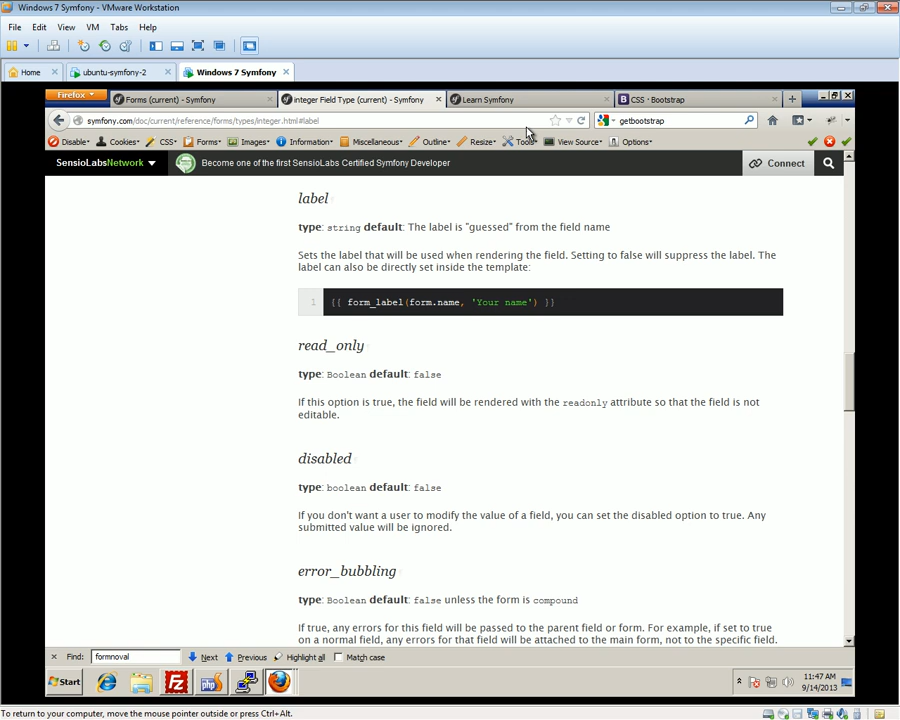 Windows 7 Symfony - VMware Workstation
File Edit View VM Tabs Help
Home ubuntu-symfony-2 Windows 7 Symfony
Firefox Forms (current) - Symfony integer Field Type (current) - Symfony Learn Symfony CSS · Bootstrap
symfony.com/doc/current/reference/forms/types/integer.html#label getbootstrap
Disable Cookies CSS Forms Images Information Miscellaneous Outline Resize Tools View Source Options
SensioLabsNetwork Become one of the first SensioLabs Certified Symfony Developer Connect
label
type: string default: The label is "guessed" from the field name
Sets the label that will be used when rendering the field. Setting to false will suppress the label. The
label can also be directly set inside the template:
1 {{ form_label(form.name, 'Your name') }}
read_only
type: Boolean default: false
If this option is true, the field will be rendered with the readonly attribute so that the field is not
editable.
disabled
type: boolean default: false
If you don't want a user to modify the value of a field, you can set the disabled option to true. Any
submitted value will be ignored.
error_bubbling
type: Boolean default: false unless the form is compound
If true, any errors for this field will be passed to the parent field or form. For example, if set to true
on a normal field, any errors for that field will be attached to the main form, not to the specific field.
Find: formnoval Next Previous Highlight all Match case
Start 11:47 AM
9/14/2013
To return to your computer, move the mouse pointer outside or press Ctrl+Alt.